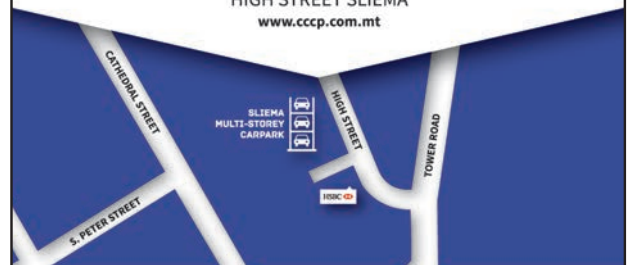 HIGH STREET SLIEMA
www.cccp.com.mt
CATHEDRAL STREET
SLIEMA
MULTI-STOREY
CARPARK
HIGH STREET
TOWER ROAD
HSBC
S. PETER STREET